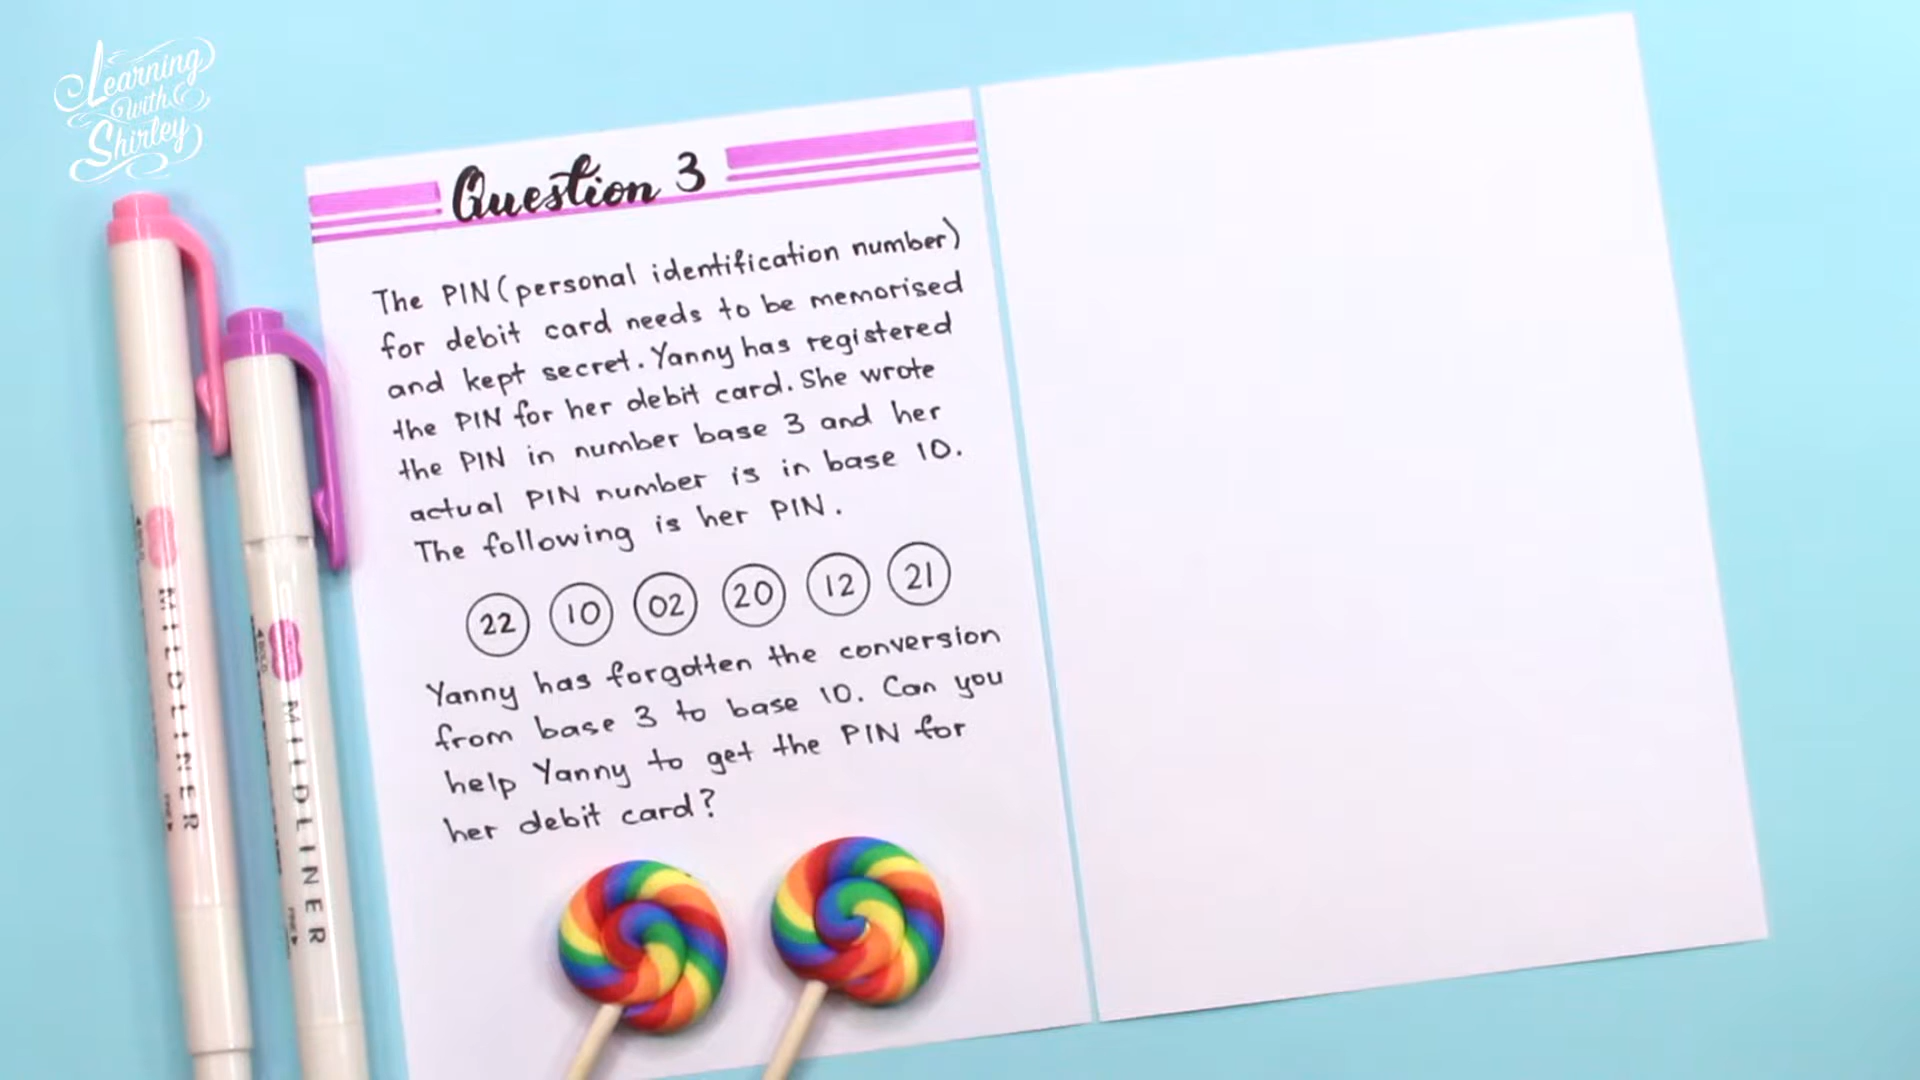 Learning
with
Shirley
Question 3
The PIN (personal identification number)
for debit card needs to be memorised
and kept secret. Yanny has registered
the PIN for her debit card. She wrote
the PIN in number base 3 and her
actual PIN number is in base 10.
The following is her PIN.
22 10 02 20 12 21
Yanny has forgotten the conversion
from base 3 to base 10. Can you
help Yanny to get the PIN for
her debit card?
MILDLINER
MILDLINER